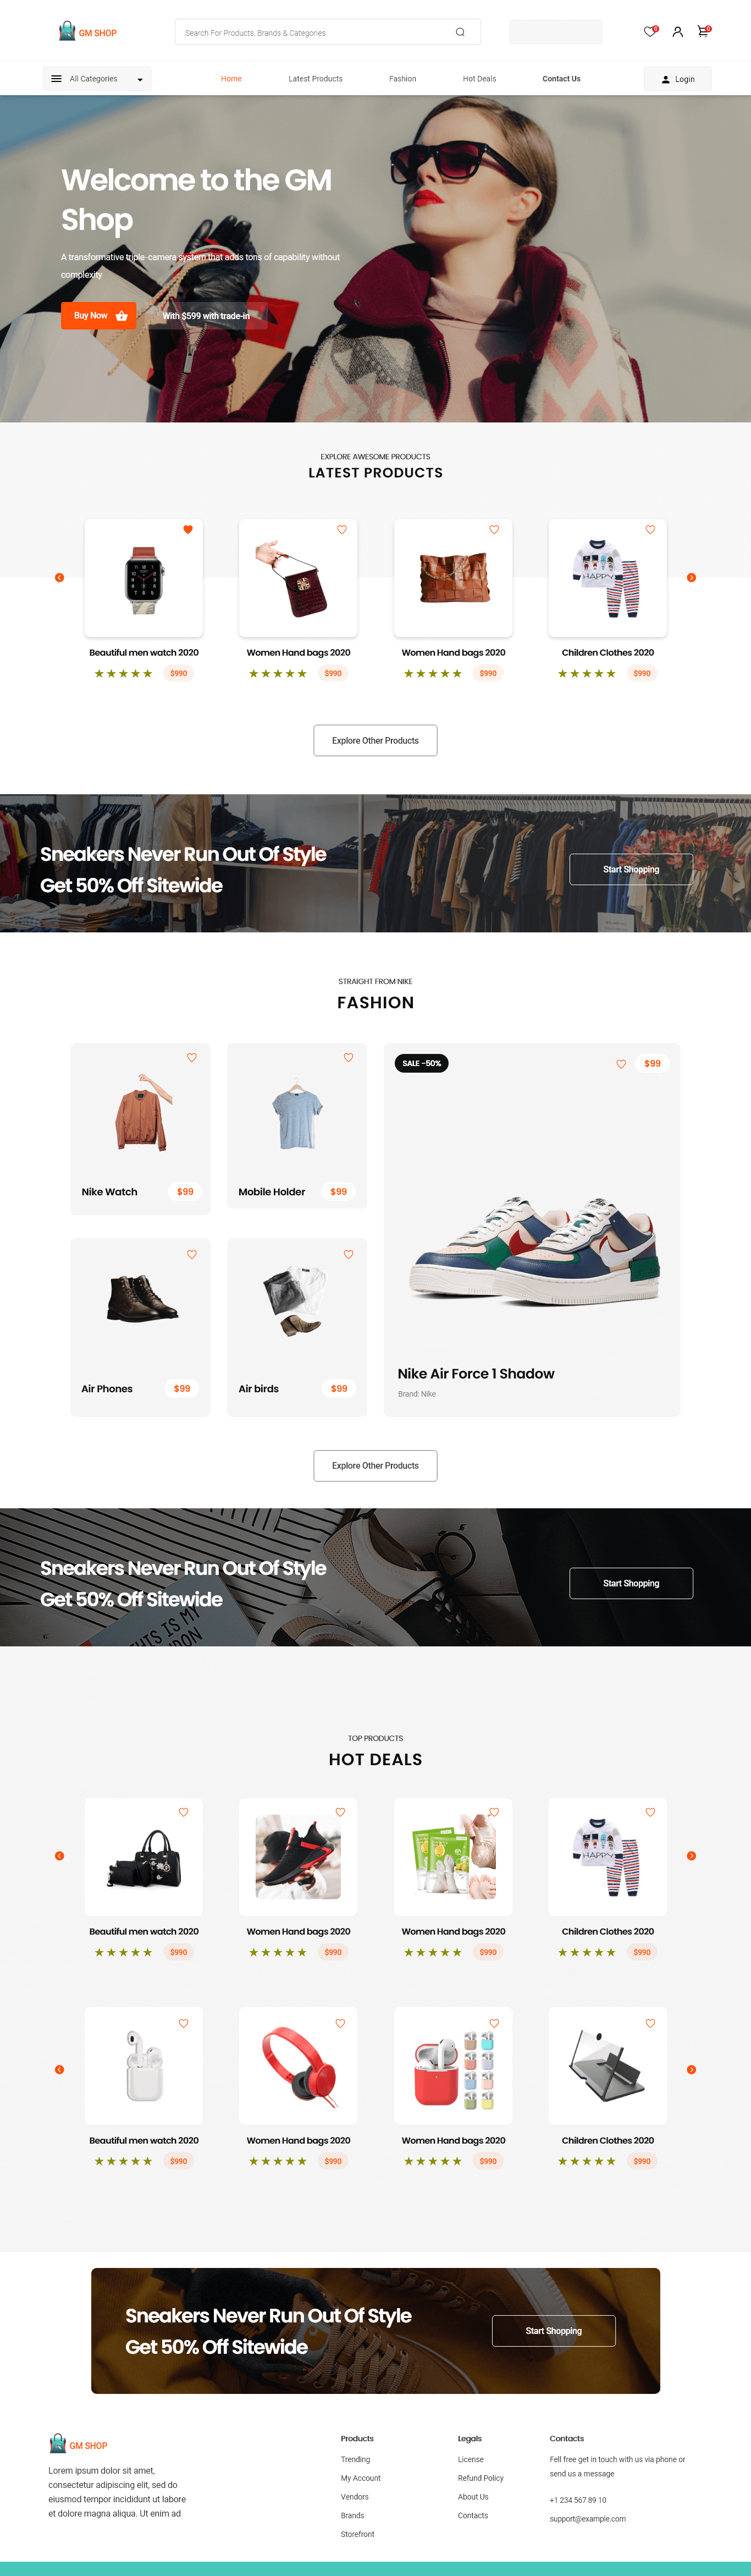 GM SHOP
Search For Products, Brands & Categories
0
0
All Categories
Home
Latest Products
Fashion
Hot Deals
Contact Us
Login
Welcome to the GM
Shop
A transformative triple-camera system that adds tons of capability without
complexity
Buy Now
With $599 with trade-in
EXPLORE AWESOME PRODUCTS
LATEST PRODUCTS
HAPPY
Beautiful men watch 2020
$990
Women Hand bags 2020
$990
Women Hand bags 2020
$990
Children Clothes 2020
$990
Explore Other Products
Sneakers Never Run Out Of Style
Get 50% Off Sitewide
Start Shopping
STRAIGHT FROM NIKE
FASHION
Nike Watch
$99
Mobile Holder
$99
SALE -50%
$99
Air Phones
$99
Air birds
$99
Nike Air Force 1 Shadow
Brand: Nike
Explore Other Products
Sneakers Never Run Out Of Style
Get 50% Off Sitewide
Start Shopping
THIS IS MY
TOP PRODUCTS
HOT DEALS
HAPPY
Beautiful men watch 2020
$990
Women Hand bags 2020
$990
Women Hand bags 2020
$990
Children Clothes 2020
$990
Beautiful men watch 2020
$990
Women Hand bags 2020
$990
Women Hand bags 2020
$990
Children Clothes 2020
$990
Sneakers Never Run Out Of Style
Get 50% Off Sitewide
Start Shopping
GM SHOP
Lorem ipsum dolor sit amet,
consectetur adipiscing elit, sed do
eiusmod tempor incididunt ut labore
et dolore magna aliqua. Ut enim ad
Products
Trending
My Account
Vendors
Brands
Storefront
Legals
License
Refund Policy
About Us
Contacts
Contacts
Fell free get in touch with us via phone or
send us a message
+1 234 567 89 10
support@example.com